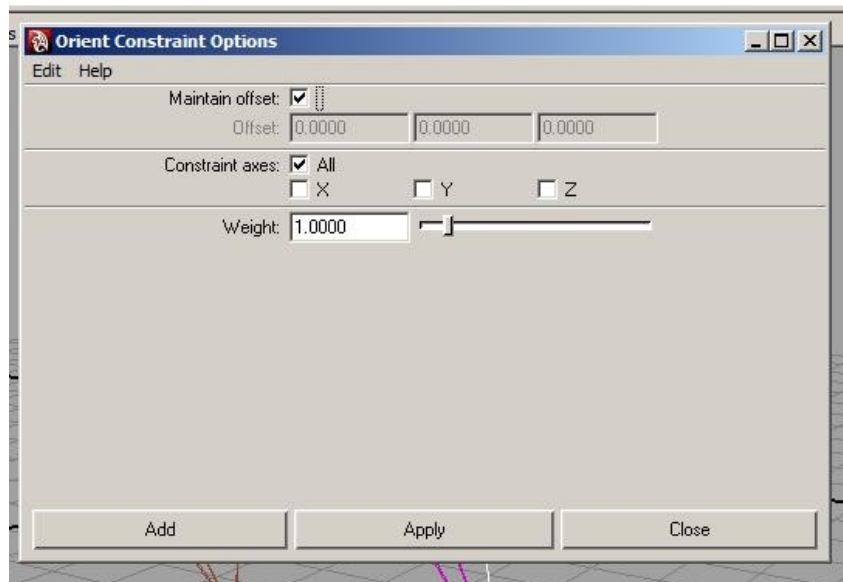 s
Orient Constraint Options
Edit Help
Maintain offset:
Offset: 0.0000 0.0000 0.0000
Constraint axes: All
X Y Z
Weight: 1.0000
Add Apply Close